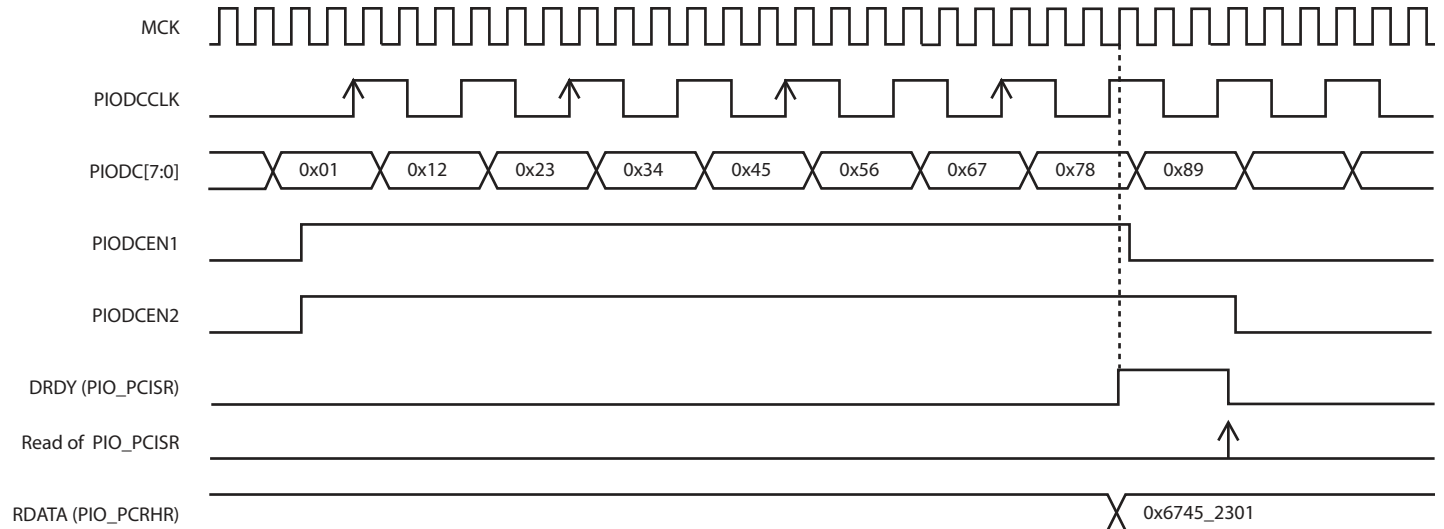 MCK
PIODCCLK
PIODC[7:0] 0x01 0x12 0x23 0x34 0x45 0x56 0x67 0x78 0x89
PIODCEN1
PIODCEN2
DRDY (PIO_PCISR)
Read of PIO_PCISR
RDATA (PIO_PCRHR) 0x6745_2301